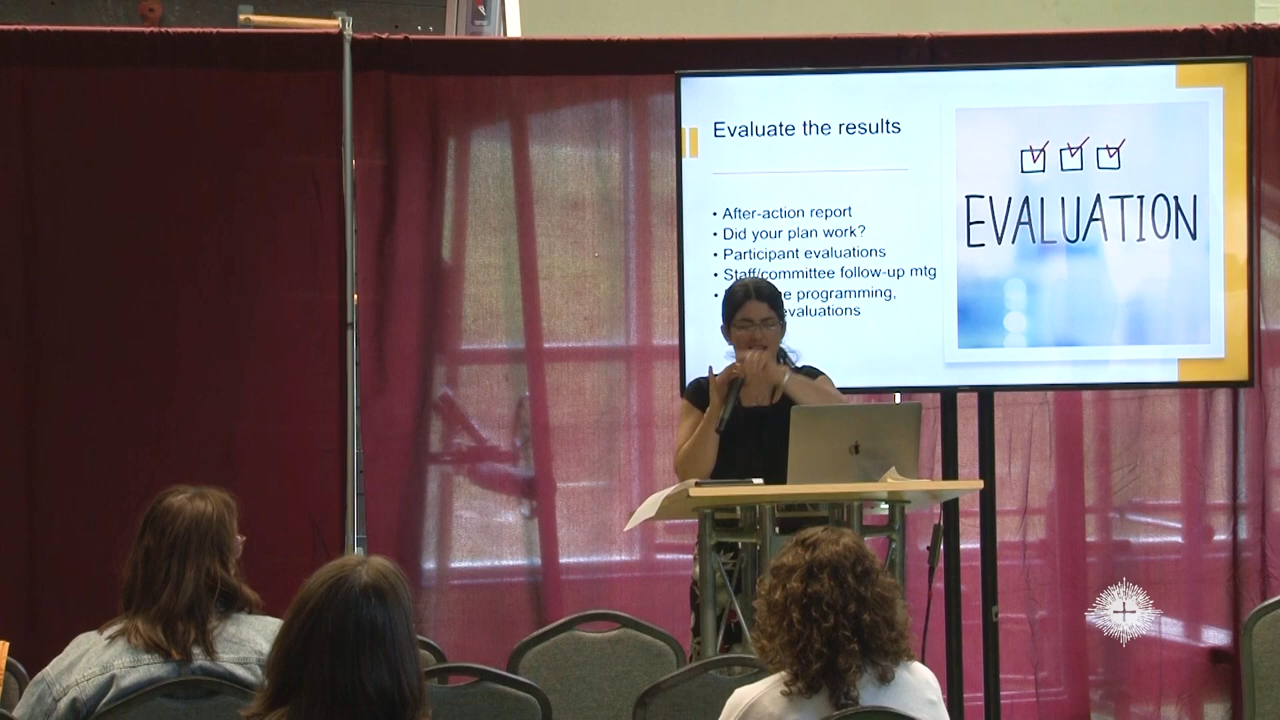 Evaluate the results
• After-action report
• Did your plan work?
• Participant evaluations
• Staff/committee follow-up mtg
• programming,
evaluations
EVALUATION